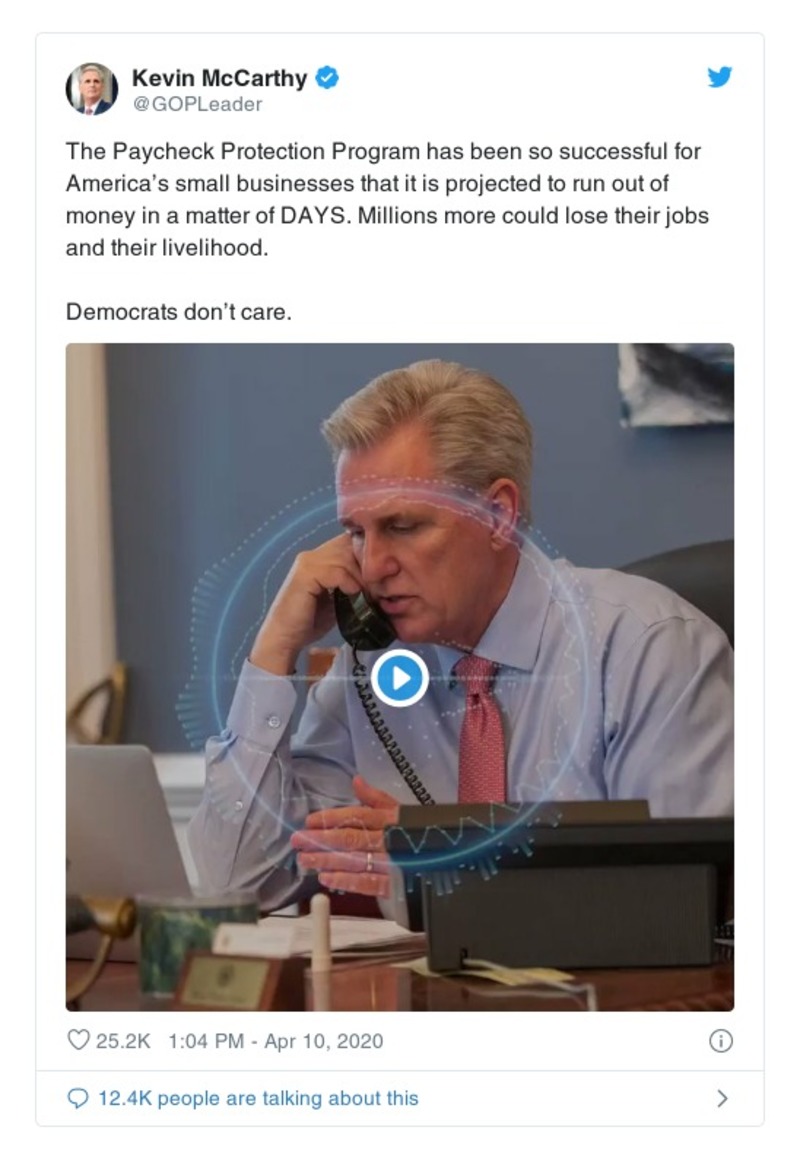 Kevin McCarthy
@GOPLeader
The Paycheck Protection Program has been so successful for
America's small businesses that it is projected to run out of
money in a matter of DAYS. Millions more could lose their jobs
and their livelihood.
Democrats don't care.
25.2K 1:04 PM - Apr 10, 2020
12.4K people are talking about this